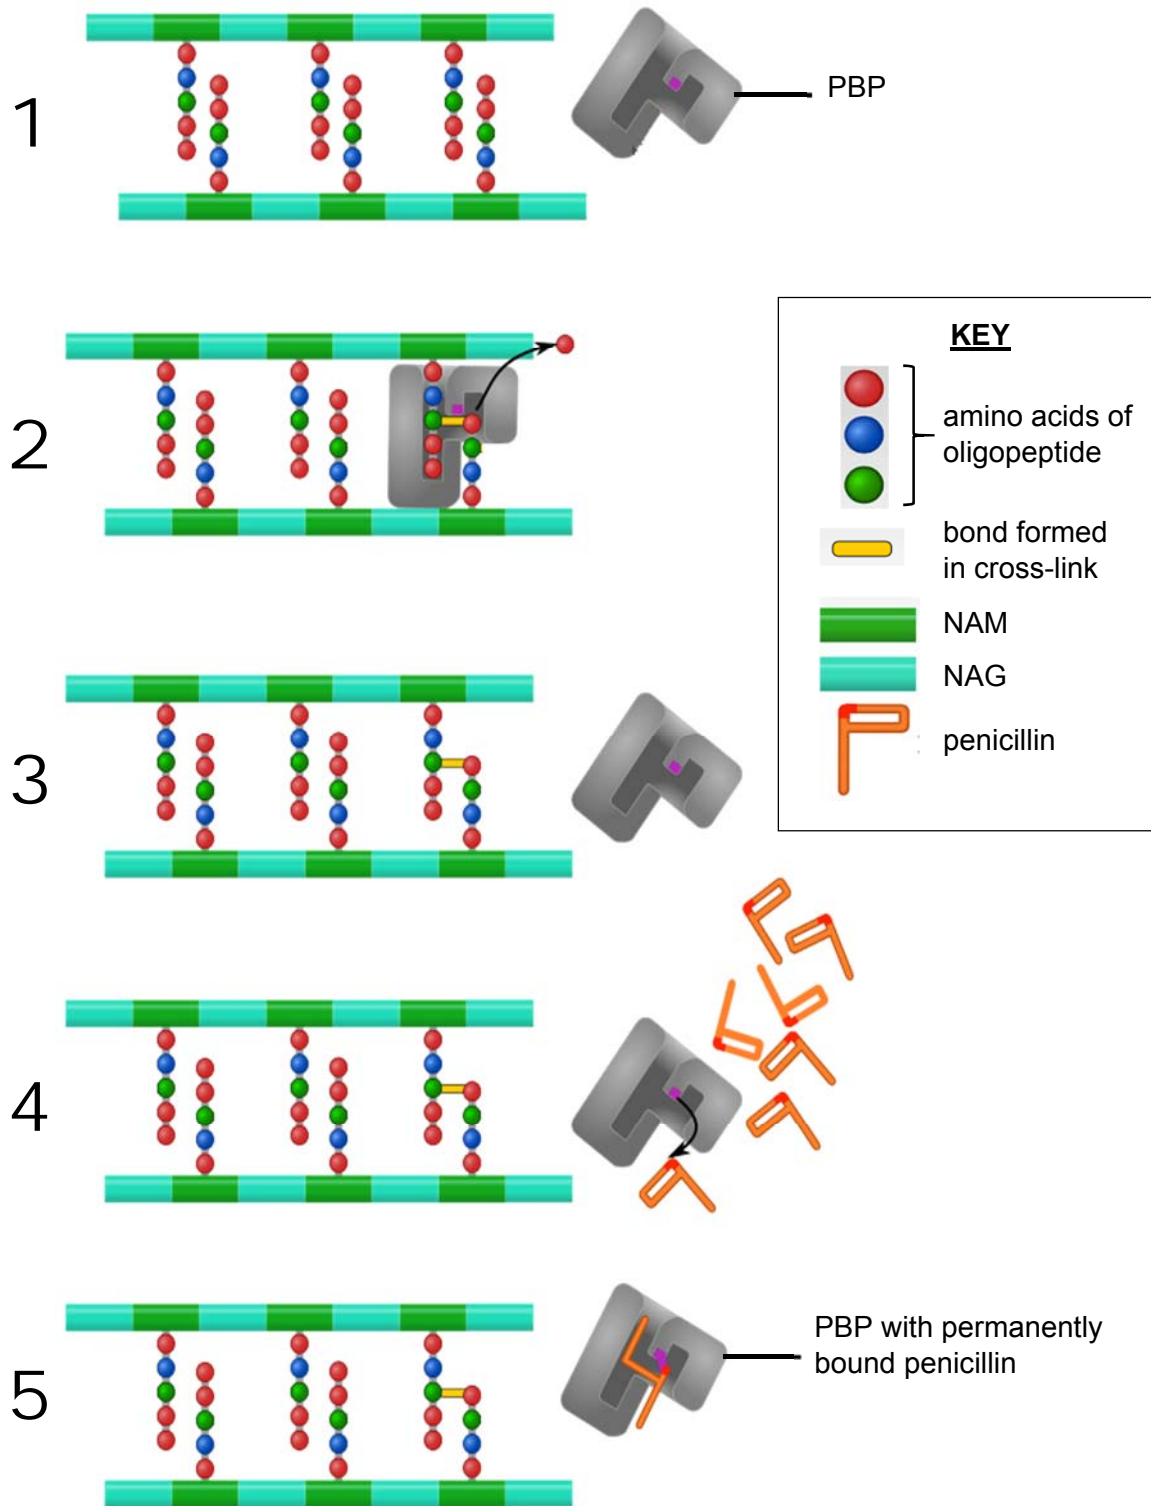 1
PBP
2
KEY
amino acids of
oligopeptide
bond formed
in cross-link
NAM
NAG
penicillin
3
4
5
PBP with permanently
bound penicillin